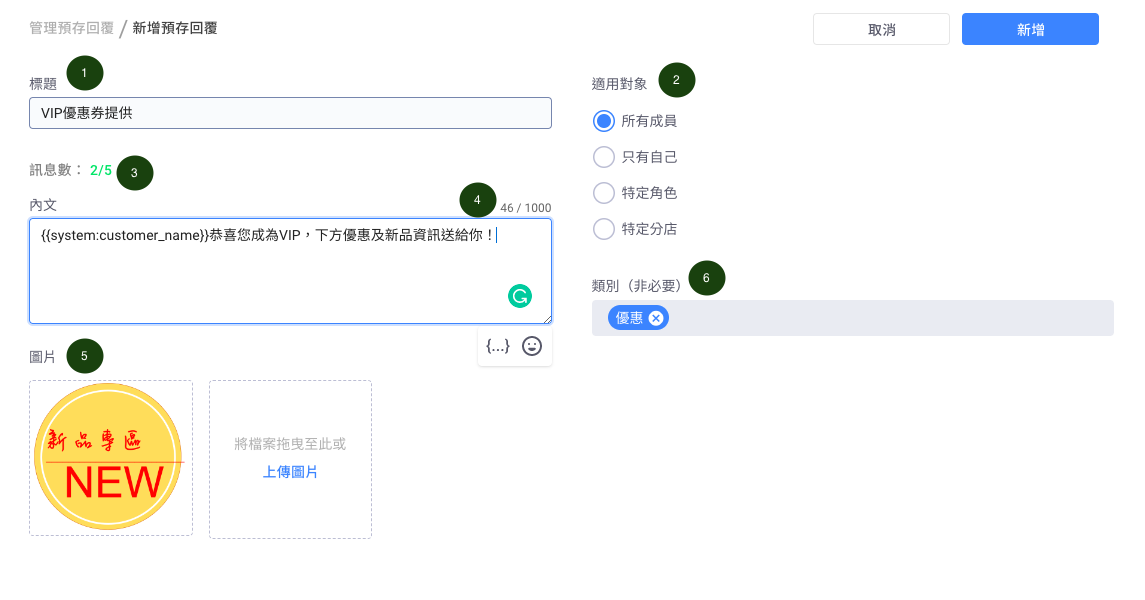 管理預存回覆 / 新增預存回覆
取消
新增
標題
1
VIP優惠券提供
訊息數： 2/5
3
內文
4
46 / 1000
{{system:customer_name}}恭喜您成為VIP，下方優惠及新品資訊送給你！
{...}
圖片
5
新品專區
NEW
將檔案拖曳至此或
上傳圖片
適用對象
2
所有成員
只有自己
特定角色
特定分店
類別（非必要）
6
優惠